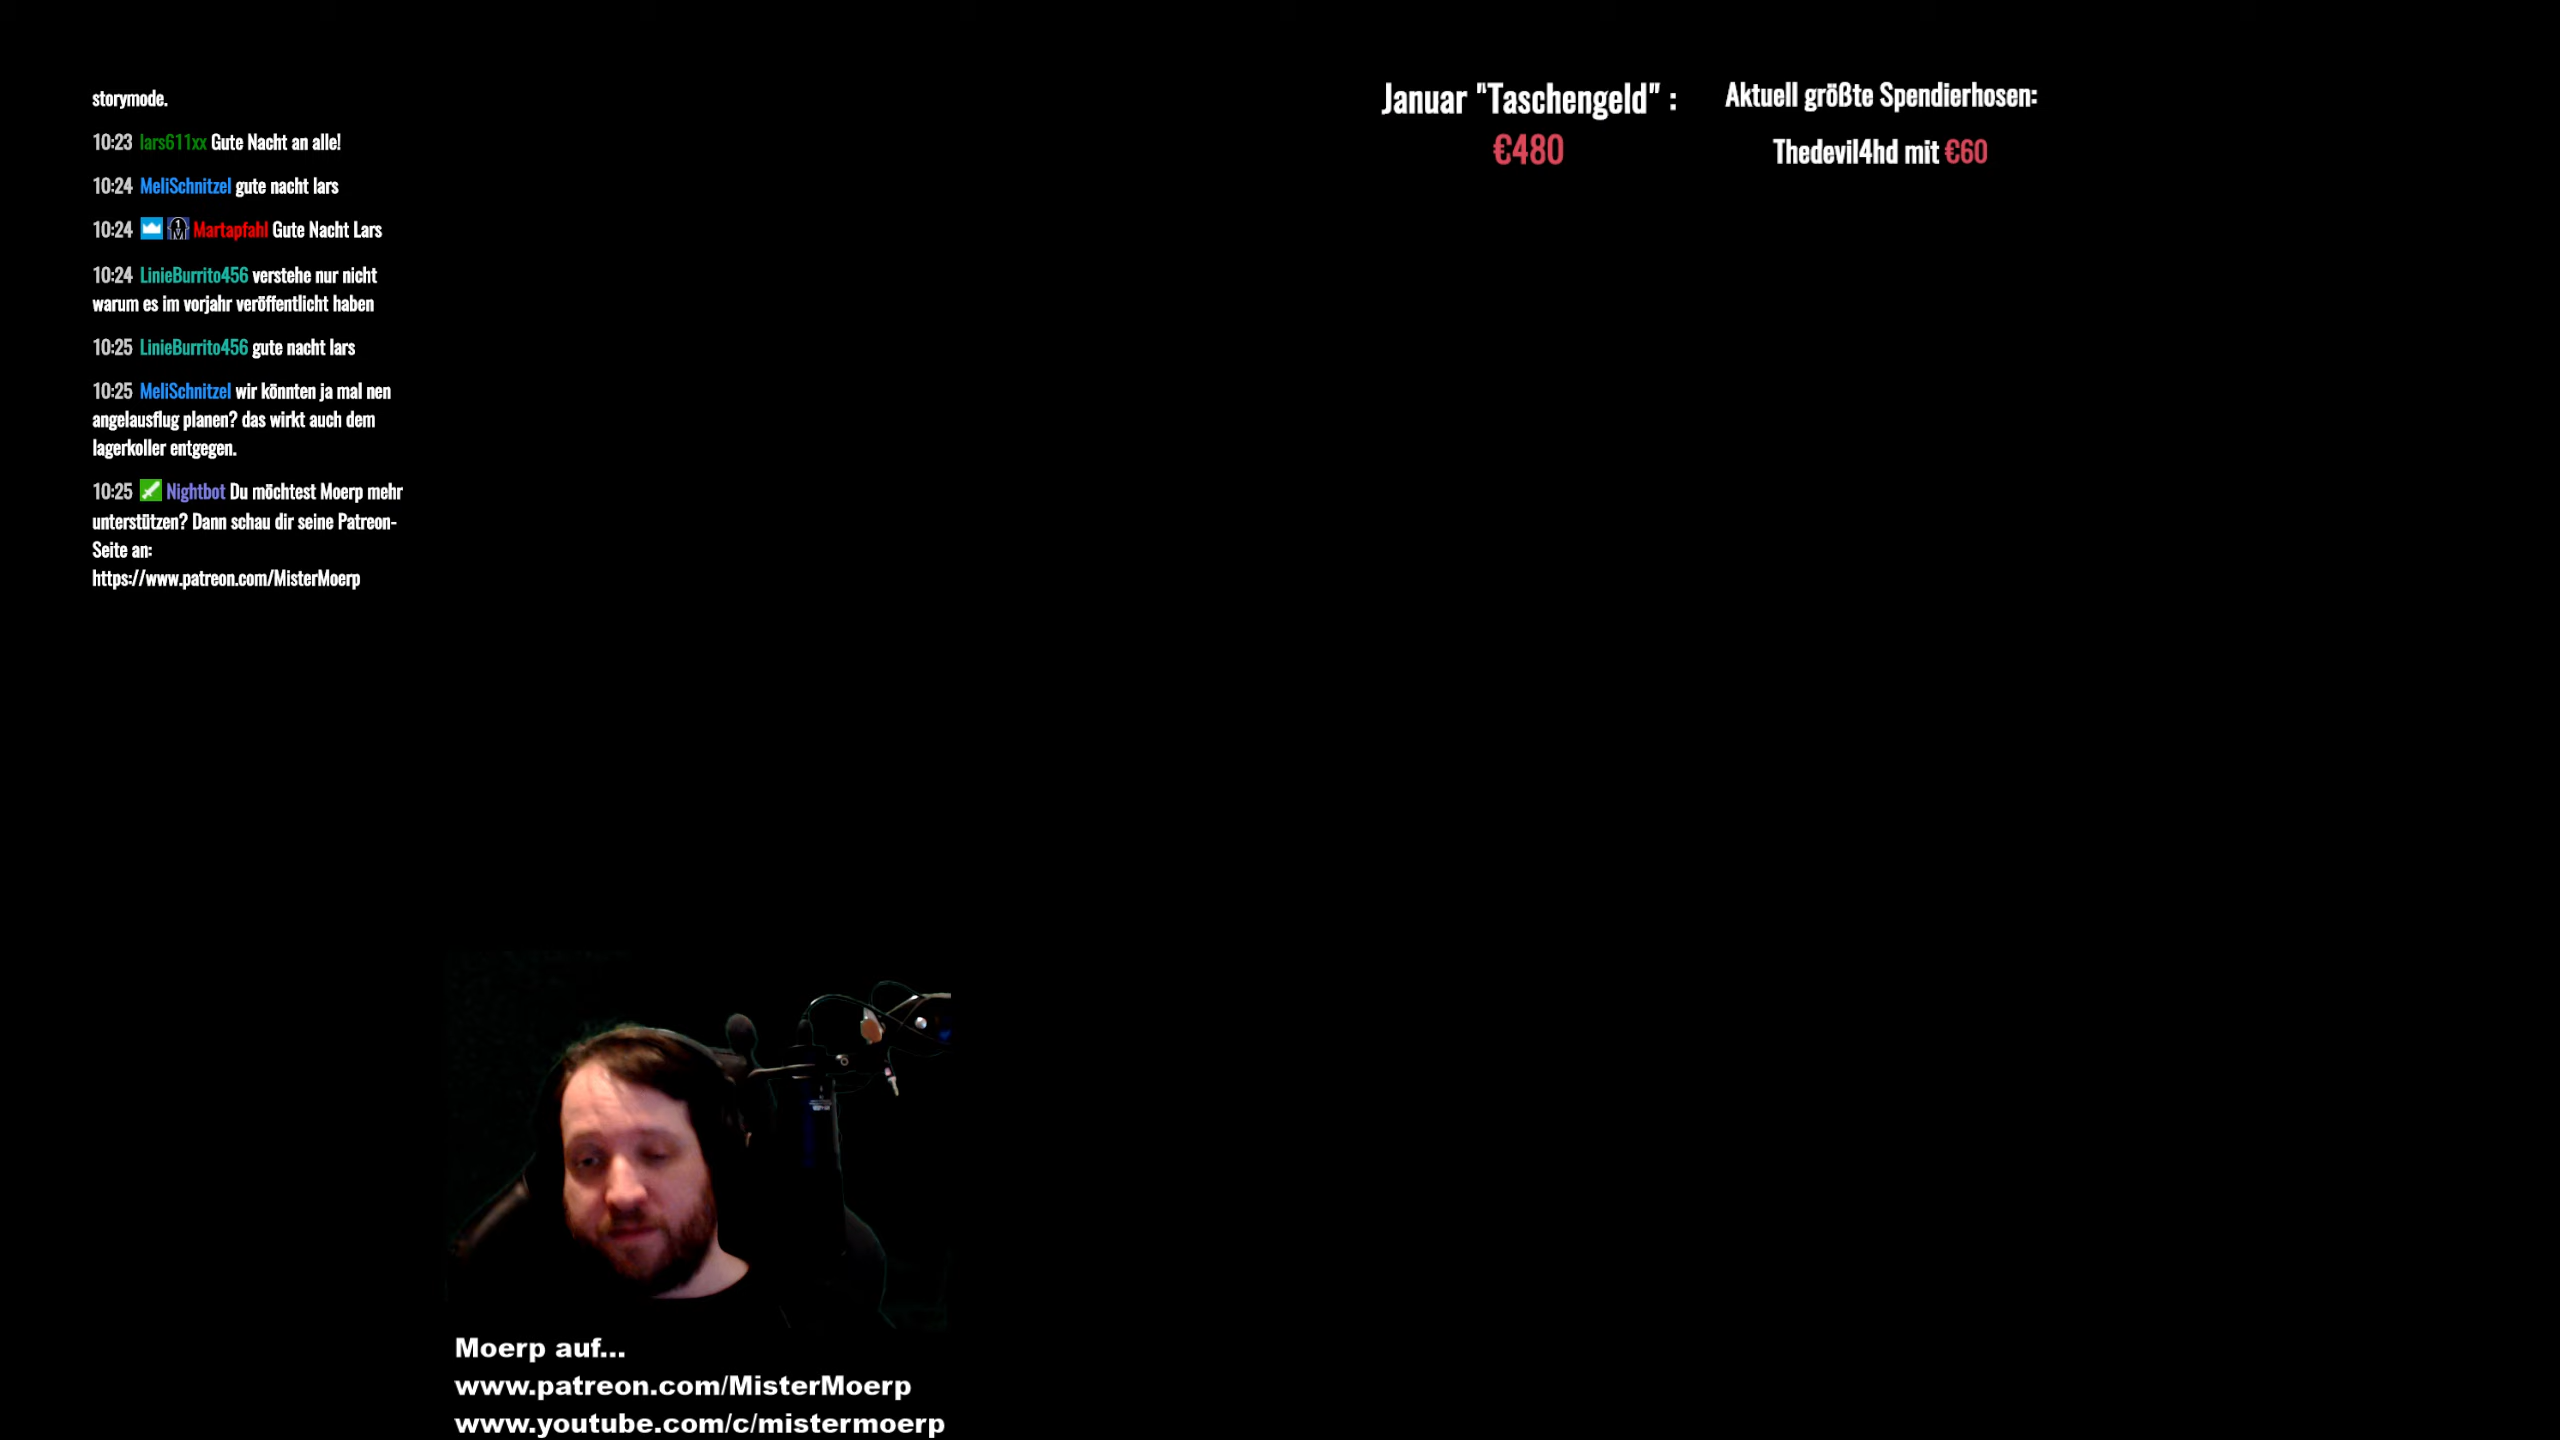 storymode.
10:23 lars611xx Gute Nacht an alle!
10:24 MeliSchnitzel gute nacht lars
10:24 Martapfahl Gute Nacht Lars
10:24 LinieBurrito456 verstehe nur nicht
warum es im vorjahr veröffentlicht haben
10:25 LinieBurrito456 gute nacht lars
10:25 MeliSchnitzel wir könnten ja mal nen
angelausflug planen? das wirkt auch dem
lagerkoller entgegen.
10:25 Nightbot Du möchtest Moerp mehr
unterstützen? Dann schau dir seine Patreon-
Seite an:
https://www.patreon.com/MisterMoerp
Januar "Taschengeld" :
€480
Aktuell größte Spendierhosen:
Thedevil4hd mit €60
Moerp auf...
www.patreon.com/MisterMoerp
www.youtube.com/c/mistermoerp